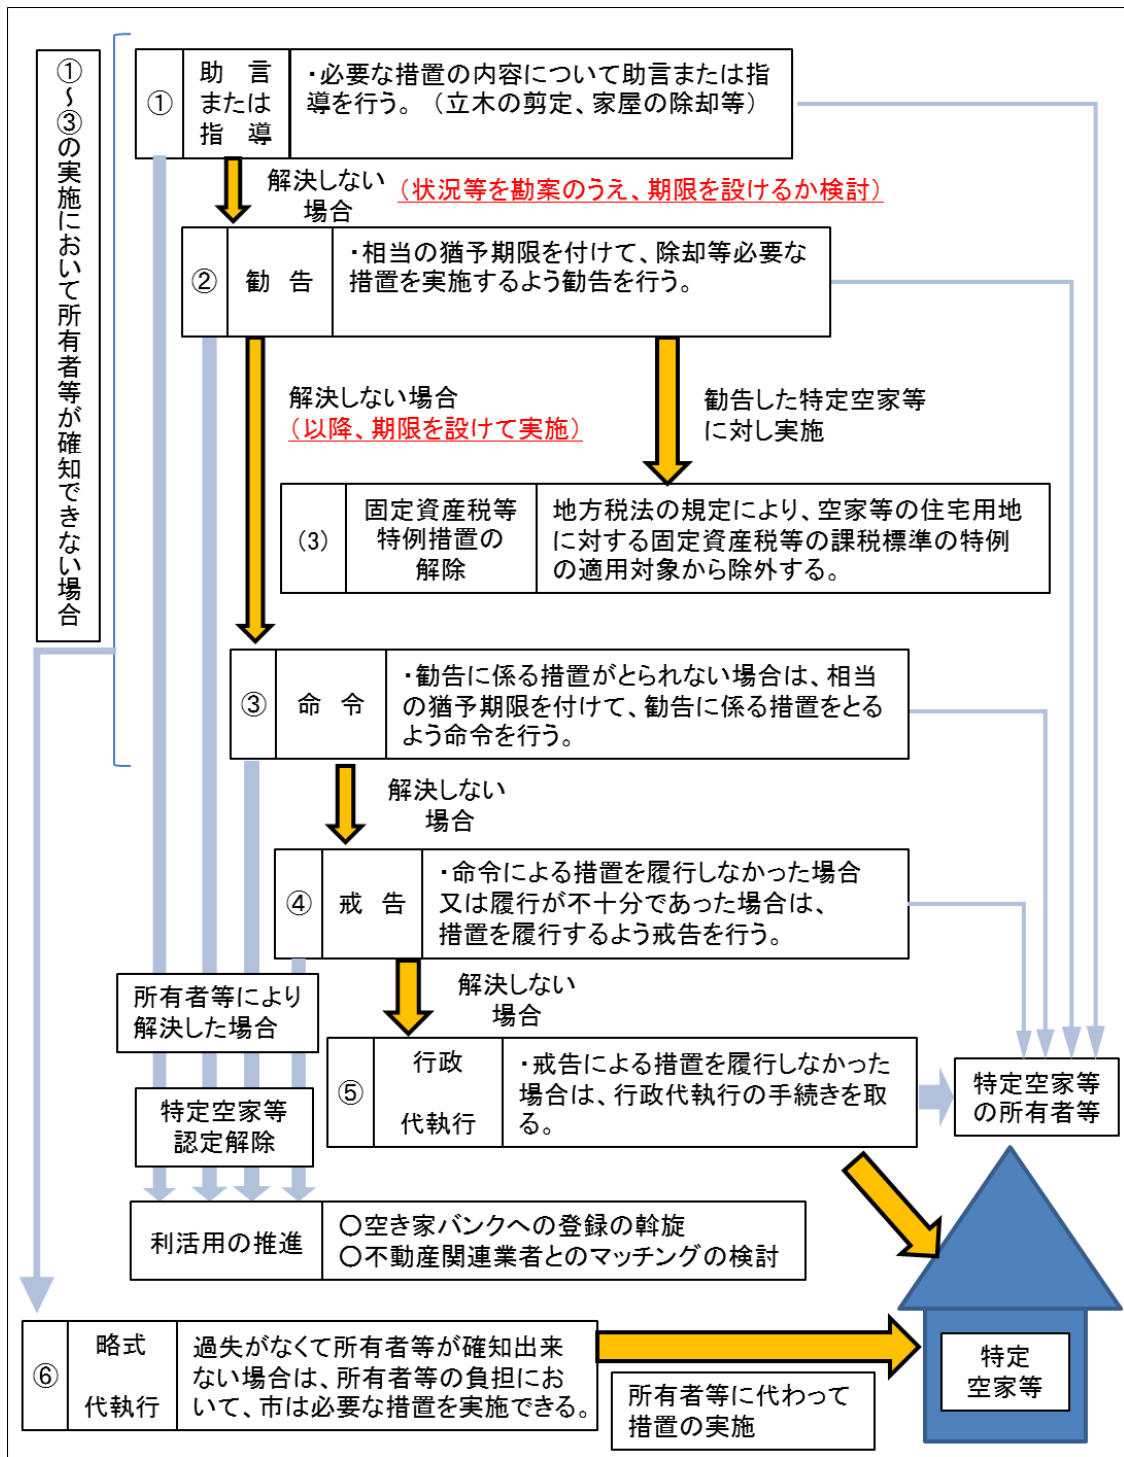 ①～③の実施において所有者等が確知できない場合
①
助　言
または
指　導
・必要な措置の内容について助言または指
導を行う。（立木の剪定、家屋の除却等）
解決しない
場合
（状況等を勘案のうえ、期限を設けるか検討）
②
勧　告
・相当の猶予期限を付けて、除却等必要な
措置を実施するよう勧告を行う。
解決しない場合
（以降、期限を設けて実施）
勧告した特定空家等
に対し実施
(3)
固定資産税等
特例措置の
解除
地方税法の規定により、空家等の住宅用地
に対する固定資産税等の課税標準の特例
の適用対象から除外する。
③
命　令
・勧告に係る措置がとられない場合は、相当
の猶予期限を付けて、勧告に係る措置をとる
よう命令を行う。
解決しない
場合
④
戒　告
・命令による措置を履行しなかった場合
又は履行が不十分であった場合は、
措置を履行するよう戒告を行う。
解決しない
場合
所有者等により
解決した場合
⑤
行政
代執行
・戒告による措置を履行しなかった
場合は、行政代執行の手続きを取
る。
特定空家等
の所有者等
特定空家等
認定解除
利活用の推進
○空き家バンクへの登録の斡旋
○不動産関連業者とのマッチングの検討
⑥
略式
代執行
過失がなくて所有者等が確知出来
ない場合は、所有者等の負担にお
いて、市は必要な措置を実施できる。
所有者等に代わって
措置の実施
特定
空家等